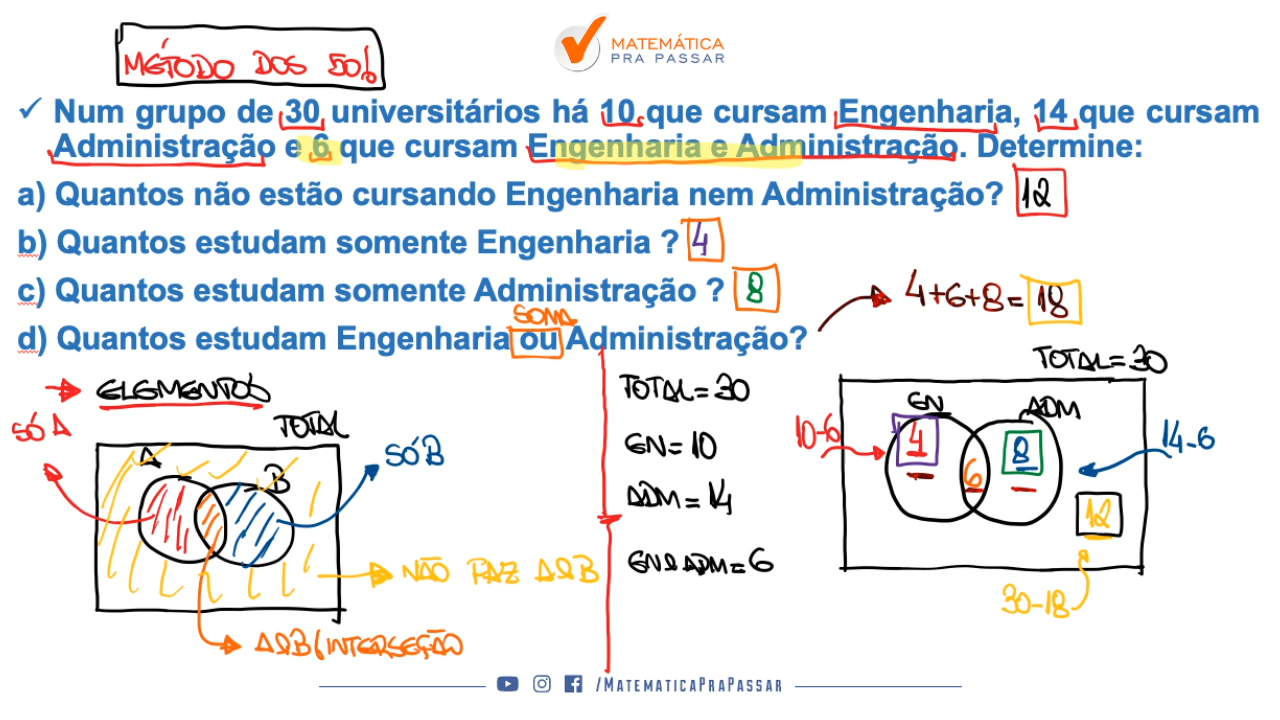 MÉTODO DOS 50%
MATEMÁTICA
PRA PASSAR
✓ Num grupo de 30 universitários há 10 que cursam Engenharia, 14 que cursam
Administração e 6 que cursam Engenharia e Administração. Determine:
a) Quantos não estão cursando Engenharia nem Administração? 12
b) Quantos estudam somente Engenharia ? 4
c) Quantos estudam somente Administração ? 8
4+6+8= 18
SOMA
d) Quantos estudam Engenharia ou Administração?
ELEMENTOS
SÓ A
TOTAL
A
B
SÓ B
NÃO FAZ A e B
A e B (INTERSEÇÃO
TOTAL = 30
EN = 10
ADM = 14
EN e ADM = 6
TOTAL = 30
EN
ADM
10-6
4
6
8
14-6
12
30-18
/MatematicaPraPassar